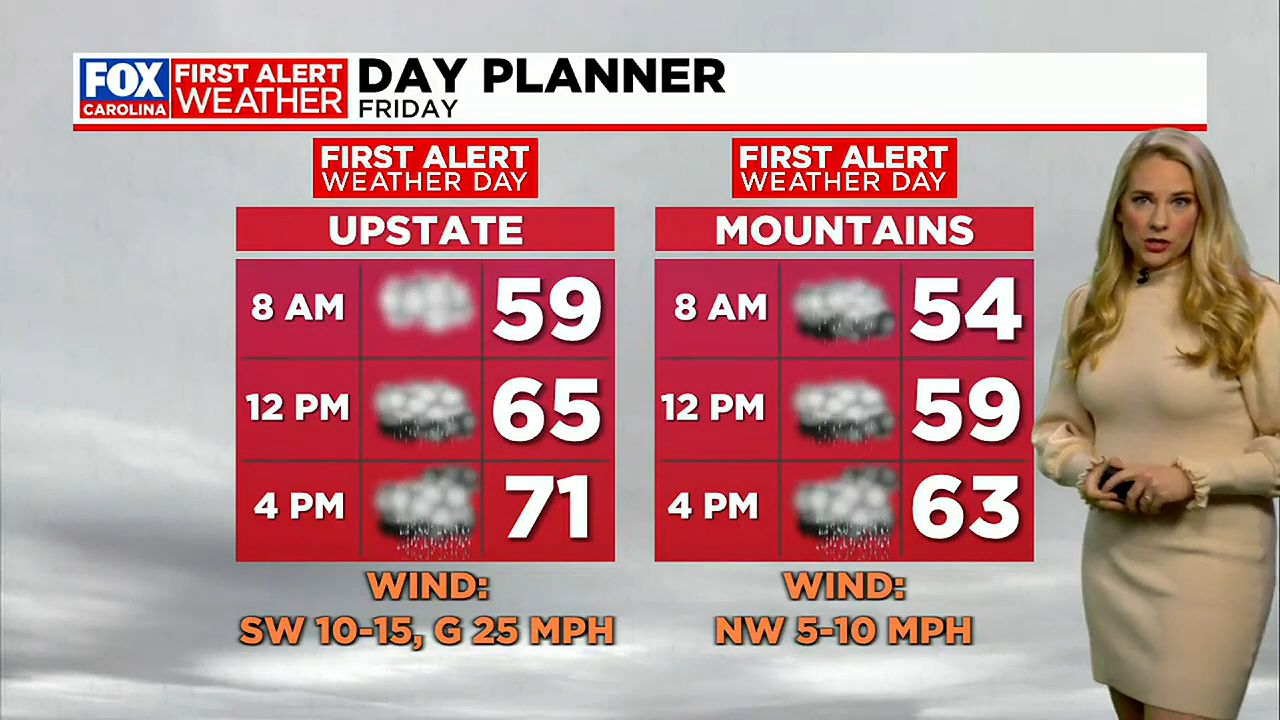 FOX
CAROLINA
FIRST ALERT
WEATHER
DAY PLANNER
FRIDAY
FIRST ALERT
WEATHER DAY
UPSTATE
8 AM 59
12 PM 65
4 PM 71
WIND:
SW 10-15, G 25 MPH
FIRST ALERT
WEATHER DAY
MOUNTAINS
8 AM 54
12 PM 59
4 PM 63
WIND:
NW 5-10 MPH